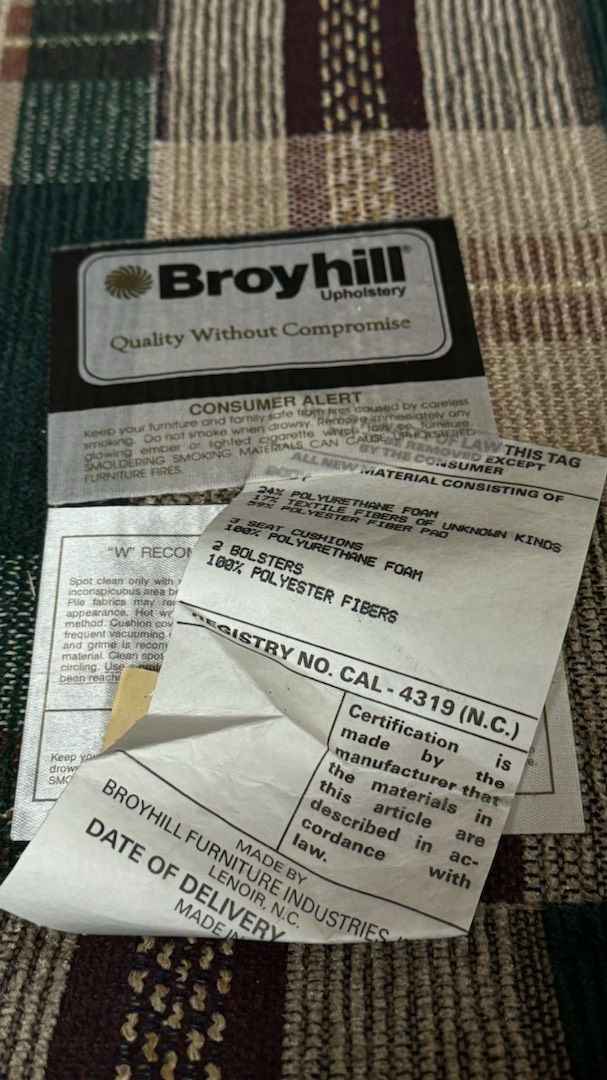 Broyhill®
Upholstery
Quality Without Compromise
CONSUMER ALERT
Keep your furniture and family safe from fires caused by careless
smoking. Do not smoke when drowsy. Remove immediately any
glowing ember or lighted cigarette which falls on furniture.
SMOLDERING SMOKING MATERIALS CAN CAUSE UPHOLSTERED
FURNITURE FIRES.
OF LAW THIS TAG
REMOVED EXCEPT
BY THE CONSUMER
ALL NEW MATERIAL CONSISTING OF
BODY
24% POLYURETHANE FOAM
17% TEXTILE FIBERS OF UNKNOWN KINDS
59% POLYESTER FIBER PAD
3 SEAT CUSHIONS
100% POLYURETHANE FOAM
2 BOLSTERS
100% POLYESTER FIBERS
REGISTRY NO. CAL - 4319 (N.C.)
Certification is
made by the
manufacturer that
the materials in
this article are
described in ac-
cordance with
law.
MADE BY
BROYHILL FURNITURE INDUSTRIES,
LENOIR, N.C.
DATE OF DELIVERY
MADE IN
"W" RECOM
Spot clean only with
inconspicuous area
Pile fabrics may
appearance. Hot
method. Cushion cov
frequent vacuuming
and grime is recom
material. Clean spot
circling. Use
been reach
Keep yo
drow
SMO
e.